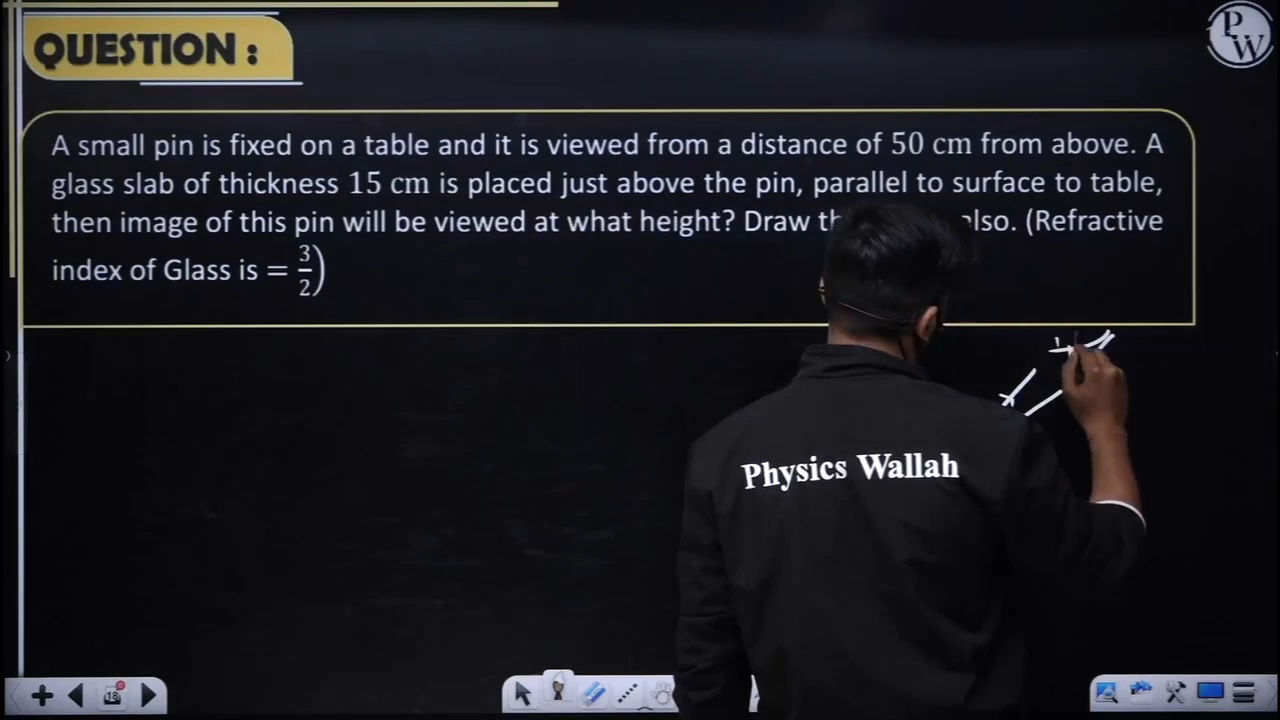 QUESTION :
PW
A small pin is fixed on a table and it is viewed from a distance of 50 cm from above. A
glass slab of thickness 15 cm is placed just above the pin, parallel to surface to table,
then image of this pin will be viewed at what height? Draw also. (Refractive
index of Glass is = 3/2)
Physics Wallah
18